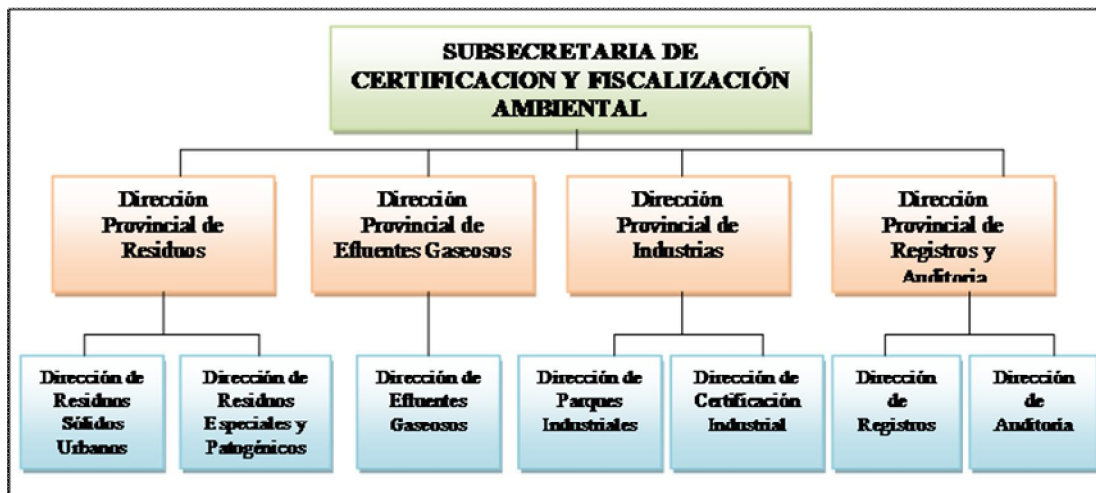 SUBSECRETARIA DE
CERTIFICACION Y FISCALIZACIÓN
AMBIENTAL
Dirección
Provincial de
Residuos
Dirección
Provincial de
Efluentes Gaseosos
Dirección
Provincial de
Industrias
Dirección
Provincial de
Registros y
Auditoria
Dirección de
Residuos
Sólidos
Urbanos
Dirección de
Residuos
Especiales y
Patogénicos
Dirección de
Efluentes
Gaseosos
Dirección de
Parques
Industriales
Dirección de
Certificación
Industrial
Dirección
de
Registros
Dirección
de
Auditoría